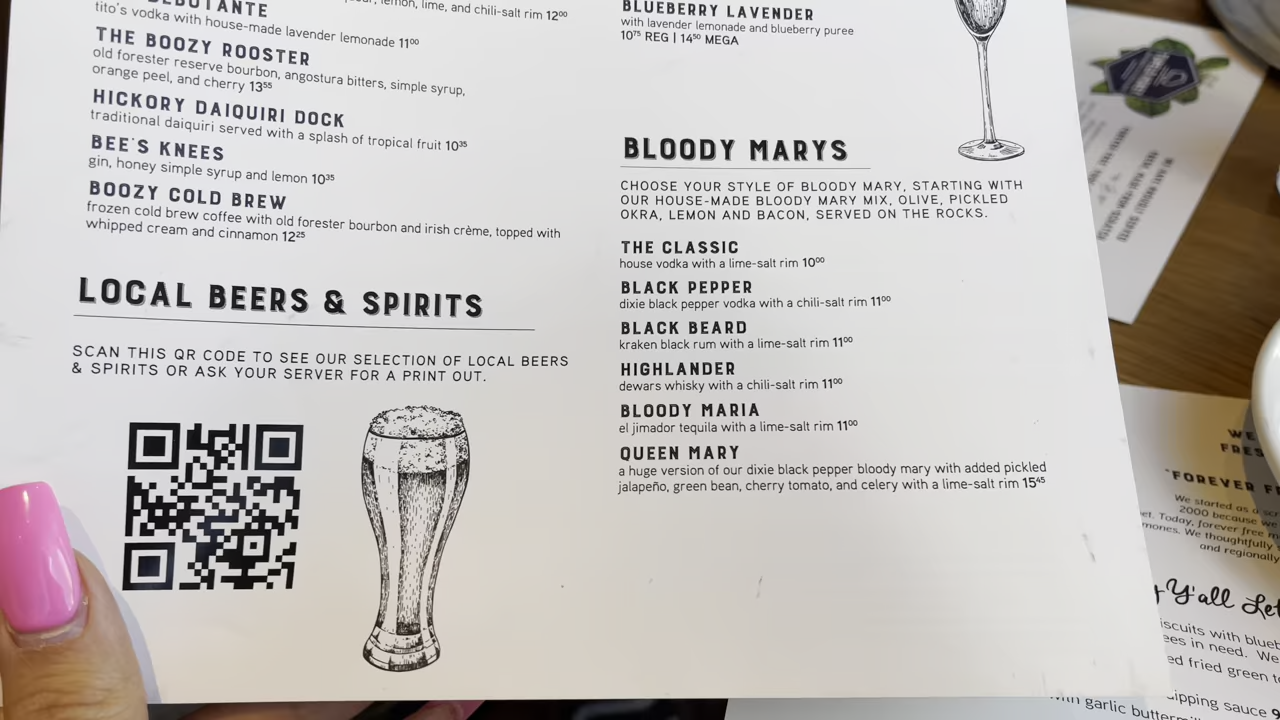 lemon, lime, and chili-salt rim 12⁰⁰
DEBUTANTE
tito's vodka with house-made lavender lemonade 11⁰⁰
THE BOOZY ROOSTER
old forester reserve bourbon, angostura bitters, simple syrup,
orange peel, and cherry 13⁵⁵
HICKORY DAIQUIRI DOCK
traditional daiquiri served with a splash of tropical fruit 10³⁵
BEE'S KNEES
gin, honey simple syrup and lemon 10³⁵
BOOZY COLD BREW
frozen cold brew coffee with old forester bourbon and irish crème, topped with
whipped cream and cinnamon 12²⁵
LOCAL BEERS & SPIRITS
SCAN THIS QR CODE TO SEE OUR SELECTION OF LOCAL BEERS
& SPIRITS OR ASK YOUR SERVER FOR A PRINT OUT.
BLUEBERRY LAVENDER
with lavender lemonade and blueberry puree
10⁷⁵ REG | 14⁵⁰ MEGA
BLOODY MARYS
CHOOSE YOUR STYLE OF BLOODY MARY, STARTING WITH
OUR HOUSE-MADE BLOODY MARY MIX, OLIVE, PICKLED
OKRA, LEMON AND BACON, SERVED ON THE ROCKS.
THE CLASSIC
house vodka with a lime-salt rim 10⁰⁰
BLACK PEPPER
dixie black pepper vodka with a chili-salt rim 11⁰⁰
BLACK BEARD
kraken black rum with a lime-salt rim 11⁰⁰
HIGHLANDER
dewars whisky with a chili-salt rim 11⁰⁰
BLOODY MARIA
el jimador tequila with a lime-salt rim 11⁰⁰
QUEEN MARY
a huge version of our dixie black pepper bloody mary with added pickled
jalapeño, green bean, cherry tomato, and celery with a lime-salt rim 15⁴⁵
WE
FRES
"FOREVER F
We started as a
2000 because we
Today, forever free
We thoughtfully
and regionally
Y'all Let
with
in need. We
fried green
dipping sauce 9
with garlic